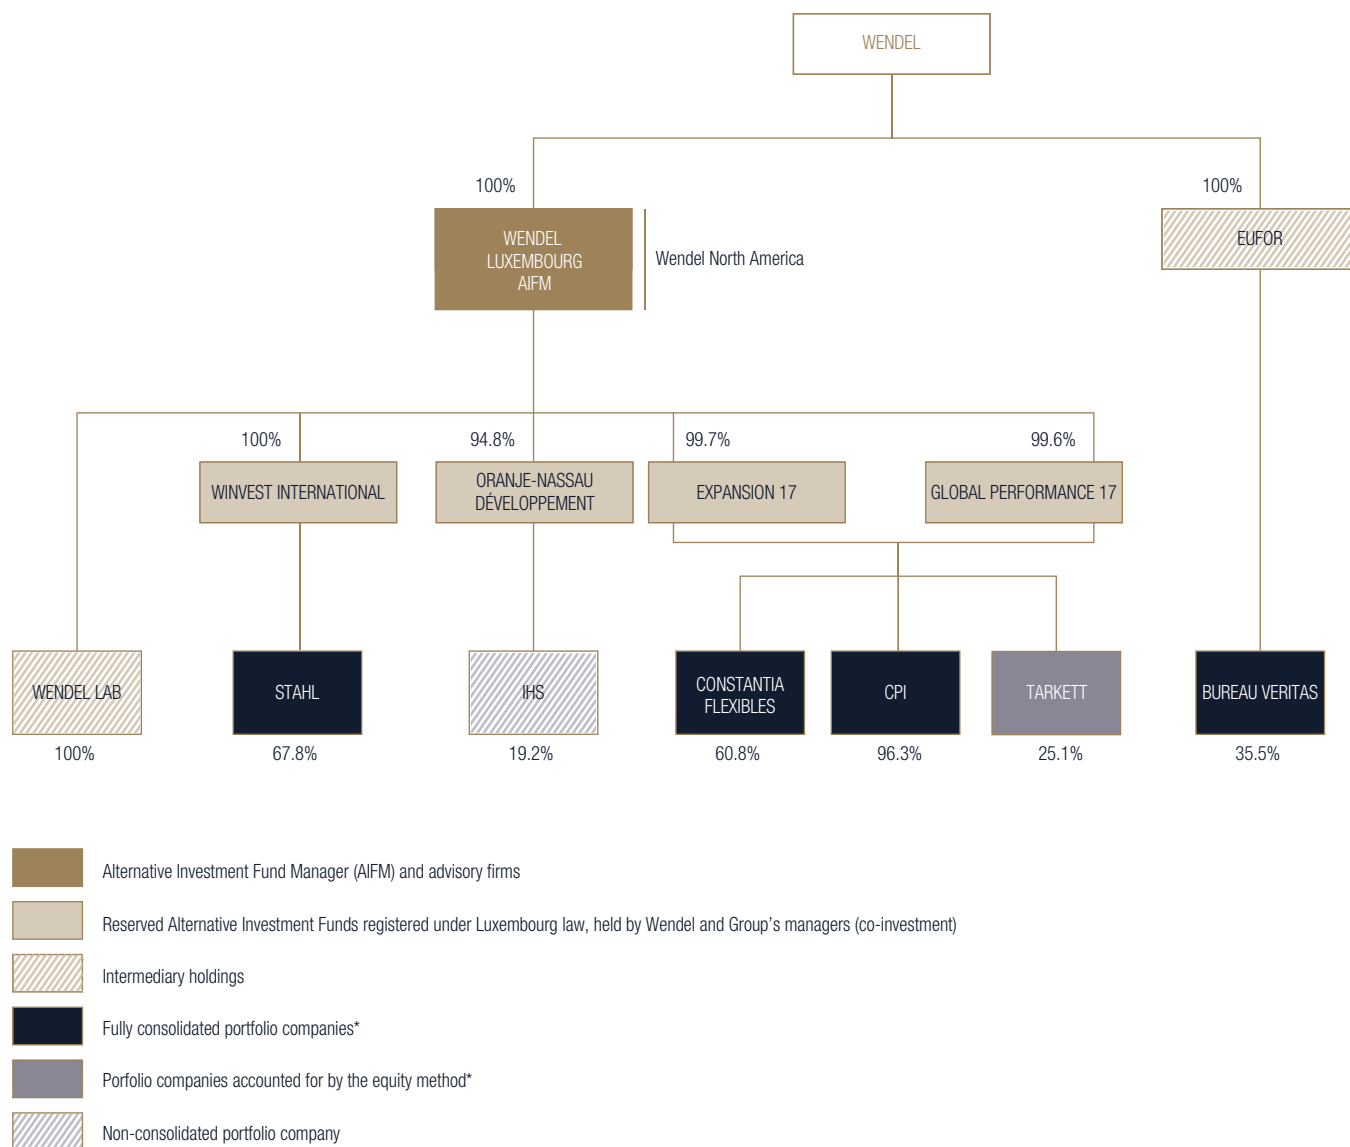 WENDEL
100%
100%
WENDEL
LUXEMBOURG
AIFM
Wendel North America
EUFOR
100%
94.8%
99.7%
99.6%
WINVEST INTERNATIONAL
ORANJE-NASSAU
DÉVELOPPEMENT
EXPANSION 17
GLOBAL PERFORMANCE 17
WENDEL LAB
STAHL
IHS
CONSTANTIA
FLEXIBLES
CPI
TARKETT
BUREAU VERITAS
100%
67.8%
19.2%
60.8%
96.3%
25.1%
35.5%
Alternative Investment Fund Manager (AIFM) and advisory firms
Reserved Alternative Investment Funds registered under Luxembourg law, held by Wendel and Group's managers (co-investment)
Intermediary holdings
Fully consolidated portfolio companies*
Porfolio companies accounted for by the equity method*
Non-consolidated portfolio company